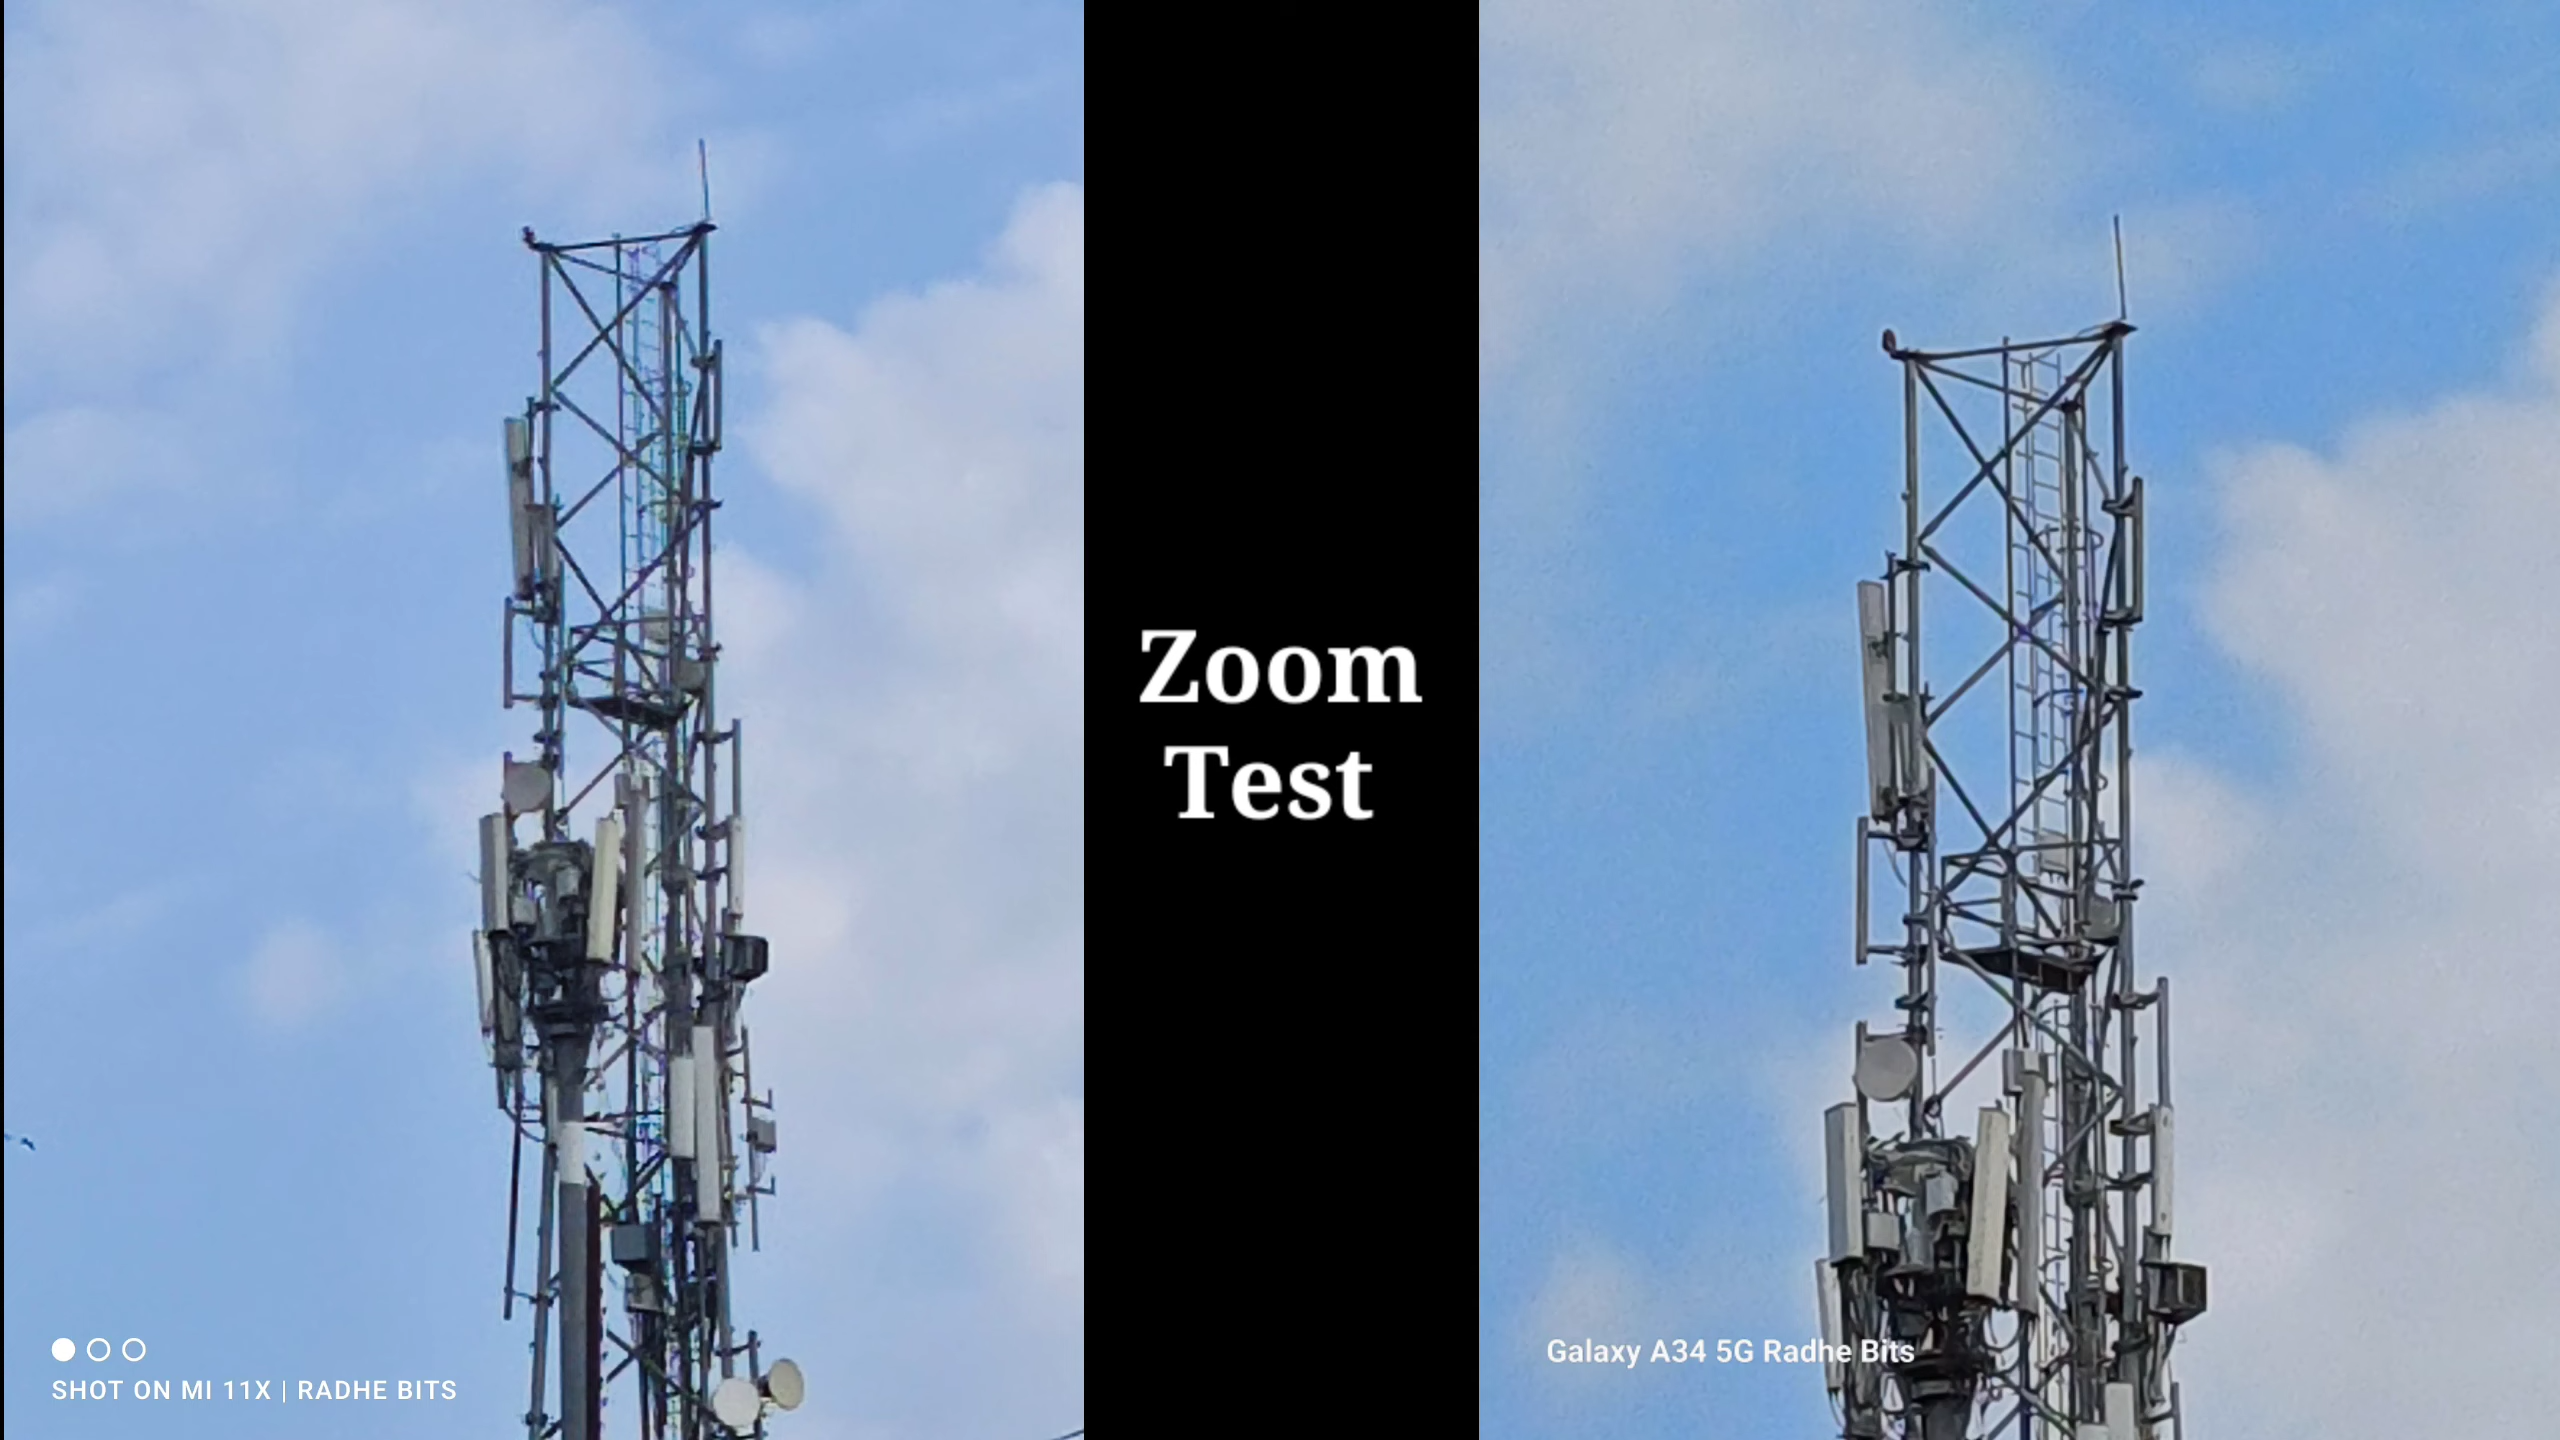 Zoom
Test
SHOT ON MI 11X | RADHE BITS
Galaxy A34 5G Radhe Bits